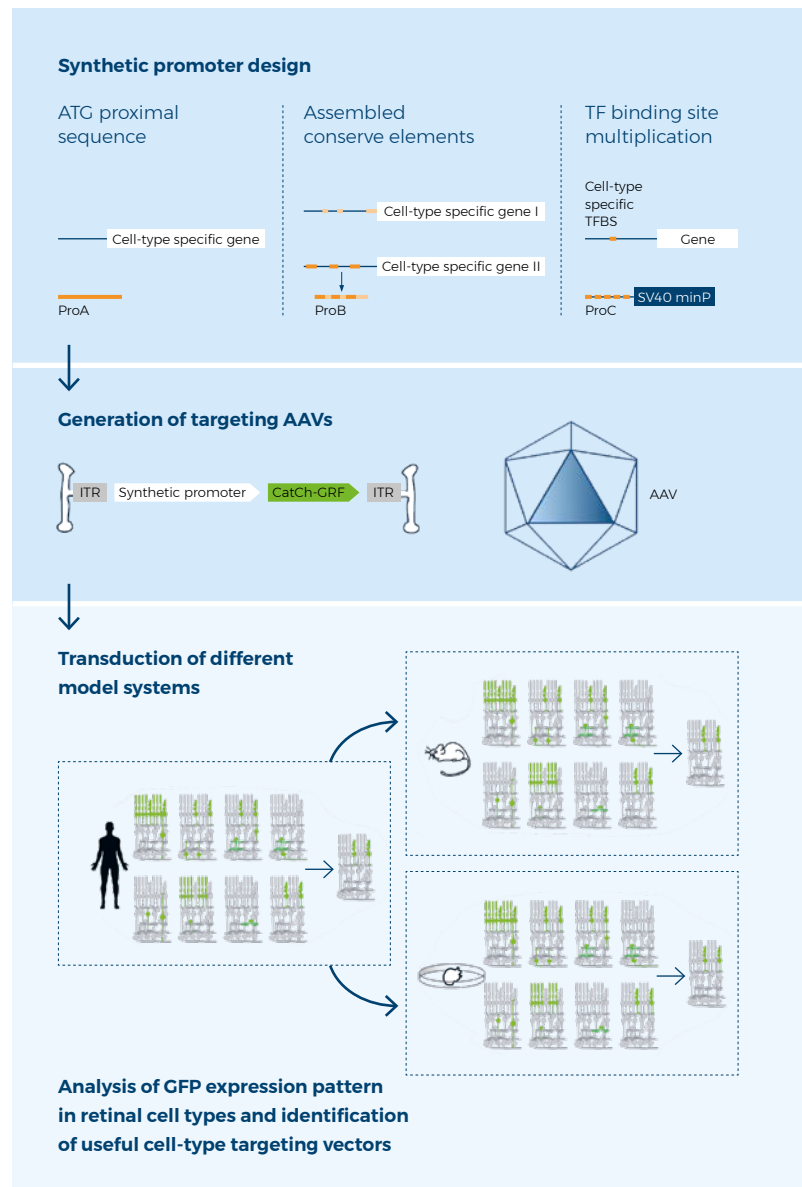 Synthetic promoter design
ATG proximal
sequence
Cell-type specific gene
ProA
Assembled
conserve elements
Cell-type specific gene I
Cell-type specific gene II
ProB
TF binding site
multiplication
Cell-type
specific
TFBS
Gene
SV40 minP
ProC
Generation of targeting AAVs
ITR
Synthetic promoter
CatCh-GRF
ITR
AAV
Transduction of different
model systems
Analysis of GFP expression pattern
in retinal cell types and identification
of useful cell-type targeting vectors